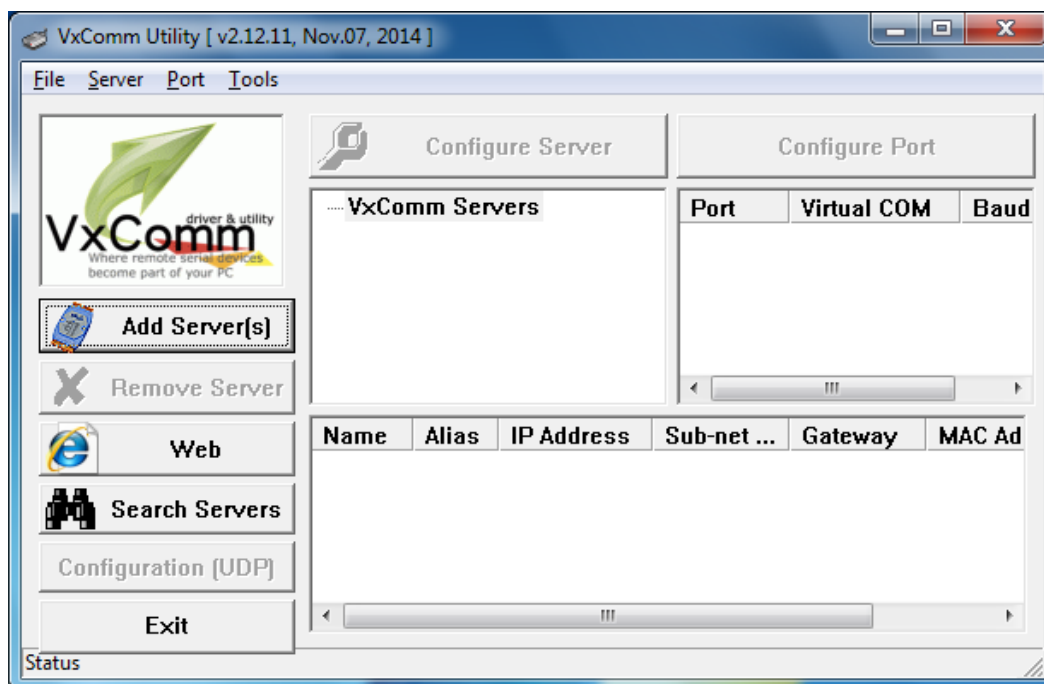 VxComm Utility [ v2.12.11, Nov.07, 2014 ]
File Server Port Tools
driver & utility
VxComm
Where remote serial devices
become part of your PC
Configure Server
Configure Port
VxComm Servers
Port Virtual COM Baud
Add Server(s)
Remove Server
Web
Search Servers
Configuration (UDP)
Exit
Name Alias IP Address Sub-net ... Gateway MAC Ad
Status